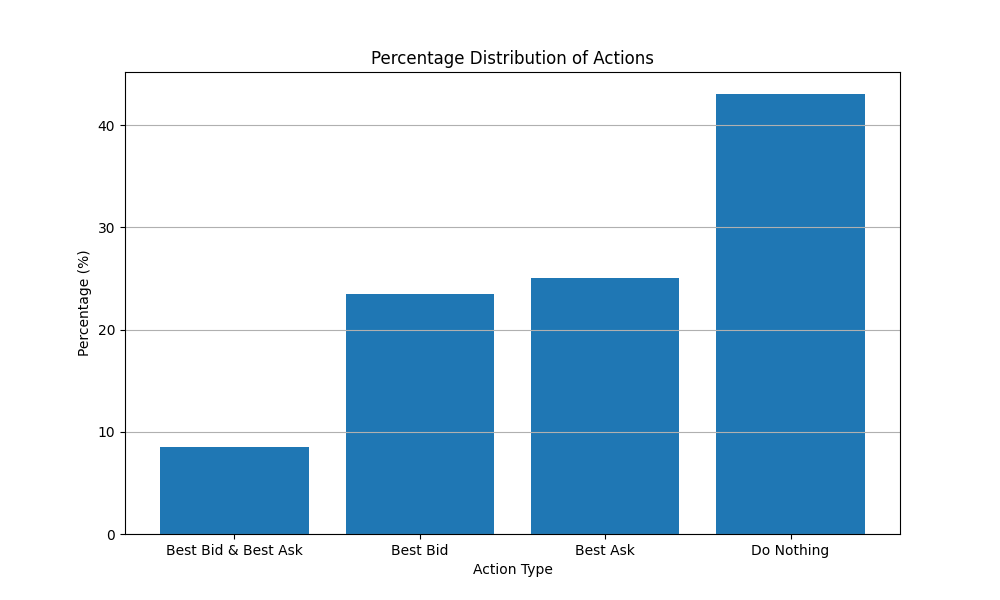 Percentage Distribution of Actions
Percentage (%)
40
30
20
10
0
Best Bid & Best Ask
Best Bid
Best Ask
Do Nothing
Action Type